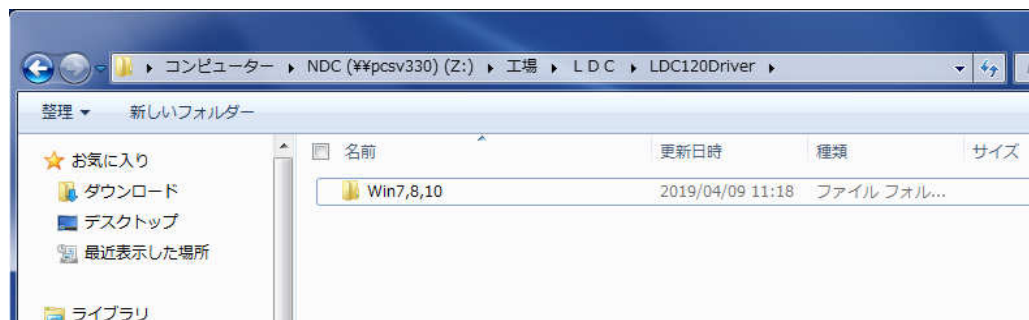 コンピューター ▸ NDC (¥¥pcsv330) (Z:) ▸ 工場 ▸ ＬＤＣ ▸ LDC120Driver ▸
整理 新しいフォルダー
名前 更新日時 種類 サイズ
お気に入り
ダウンロード
デスクトップ
最近表示した場所
ライブラリ
Win7,8,10 2019/04/09 11:18 ファイル フォル...